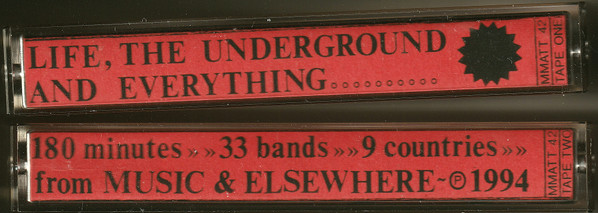 LIFE, THE UNDERGROUND
AND EVERYTHING..........
MMATT 42
TAPE ONE
180 minutes »» 33 bands »» 9 countries »»
from MUSIC & ELSEWHERE~℗ 1994
MMATT 42
TAPE TWO